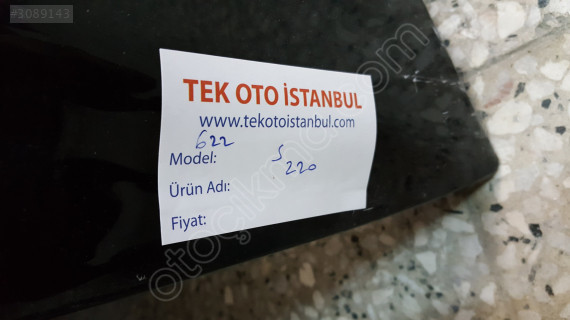 #3089143
TEK OTO İSTANBUL
www.tekotoistanbul.com
622
Model: S
220
Ürün Adı:
Fiyat:
otoçıkma.com